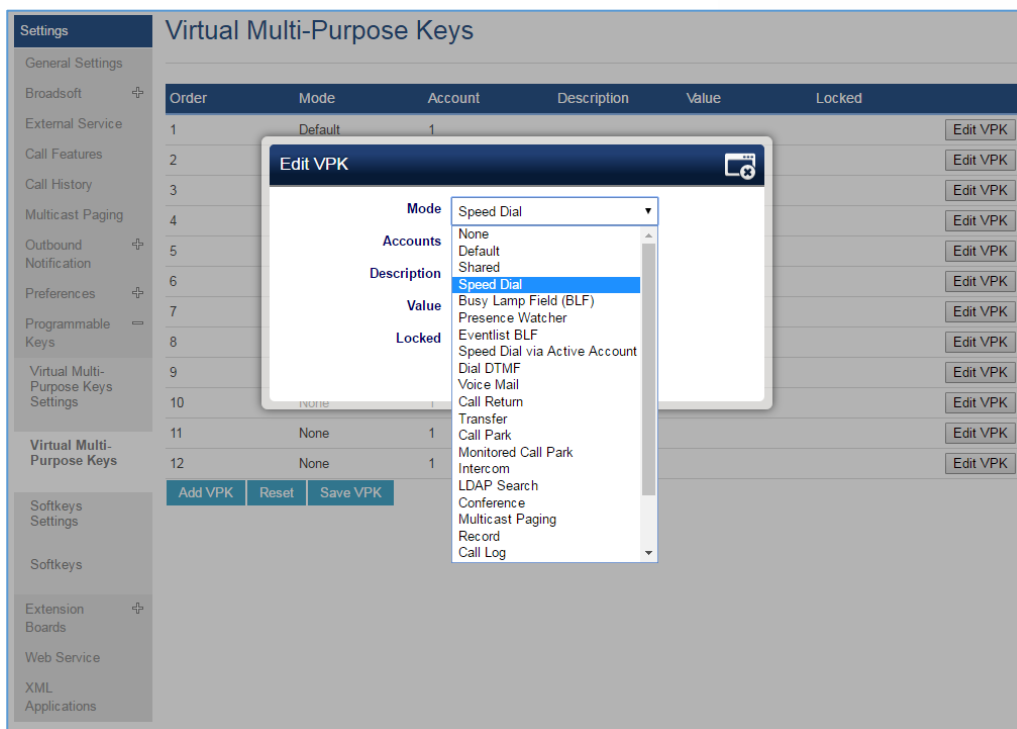 Settings
General Settings
Broadsoft
External Service
Call Features
Call History
Multicast Paging
Outbound
Notification
Preferences
Programmable
Keys
Virtual Multi-
Purpose Keys
Settings
Virtual Multi-
Purpose Keys
Softkeys
Settings
Softkeys
Extension
Boards
Web Service
XML
Applications
Virtual Multi-Purpose Keys
Order Mode Account Description Value Locked
1 Default 1 Edit VPK
2 Edit VPK
3 Edit VPK
4 Edit VPK
5 Edit VPK
6 Edit VPK
7 Edit VPK
8 Edit VPK
9 Edit VPK
10 None 1 Edit VPK
11 None 1 Edit VPK
12 None 1 Edit VPK
Add VPK Reset Save VPK
Edit VPK
Mode Speed Dial
Accounts
Description
Value
Locked
None
Default
Shared
Speed Dial
Busy Lamp Field (BLF)
Presence Watcher
Eventlist BLF
Speed Dial via Active Account
Dial DTMF
Voice Mail
Call Return
Transfer
Call Park
Monitored Call Park
Intercom
LDAP Search
Conference
Multicast Paging
Record
Call Log